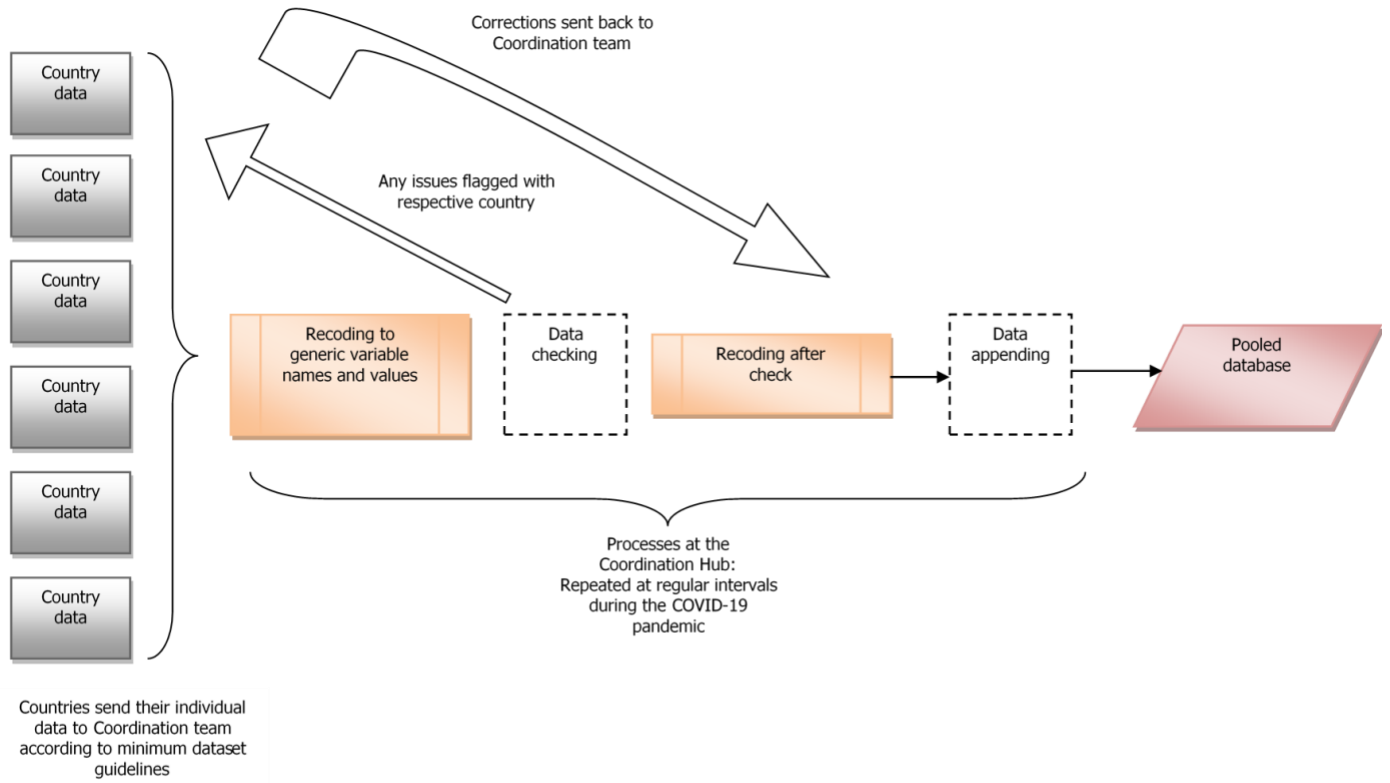 Corrections sent back to
Coordination team
Country
data
Country
data
Any issues flagged with
respective country
Country
data
Recoding to
generic variable
names and values
Data
checking
Recoding after
check
Data
appending
Pooled
database
Country
data
Country
data
Country
data
Processes at the
Coordination Hub:
Repeated at regular intervals
during the COVID-19
pandemic
Countries send their individual
data to Coordination team
according to minimum dataset
guidelines